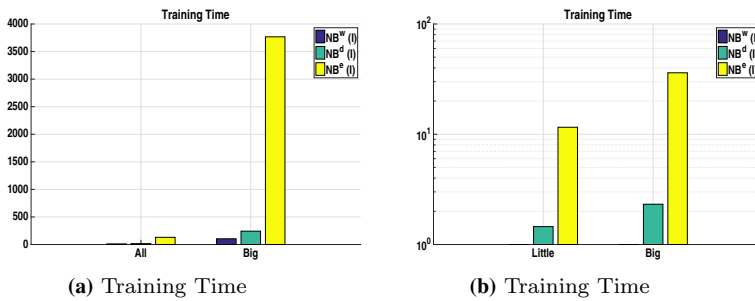 Training Time
4000
3500
3000
2500
2000
1500
1000
500
0
All
Big
NB^w (I)
NB^d (I)
NB^e (I)
(a) Training Time
Training Time
10^2
10^1
10^0
Little
Big
NB^w (I)
NB^d (I)
NB^e (I)
(b) Training Time